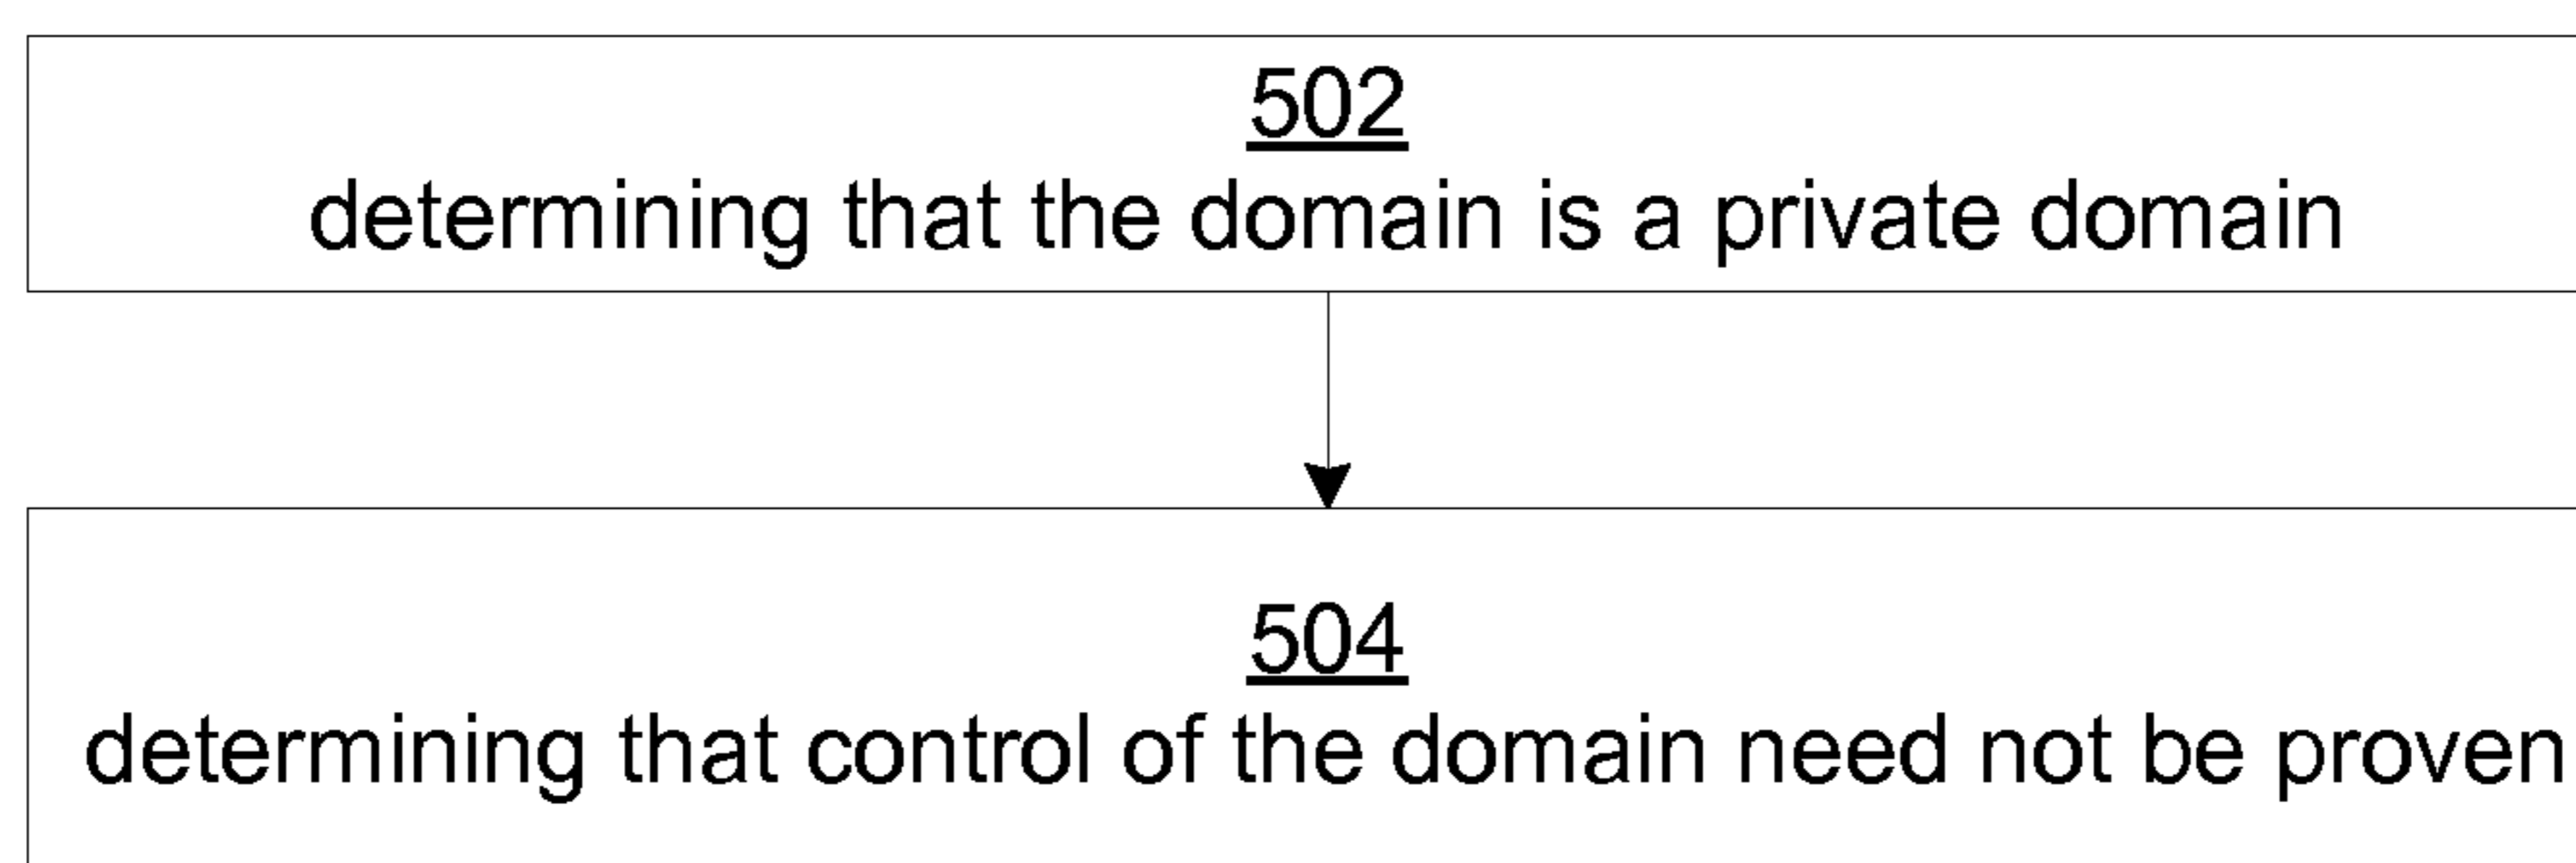 502
determining that the domain is a private domain
504
determining that control of the domain need not be proven